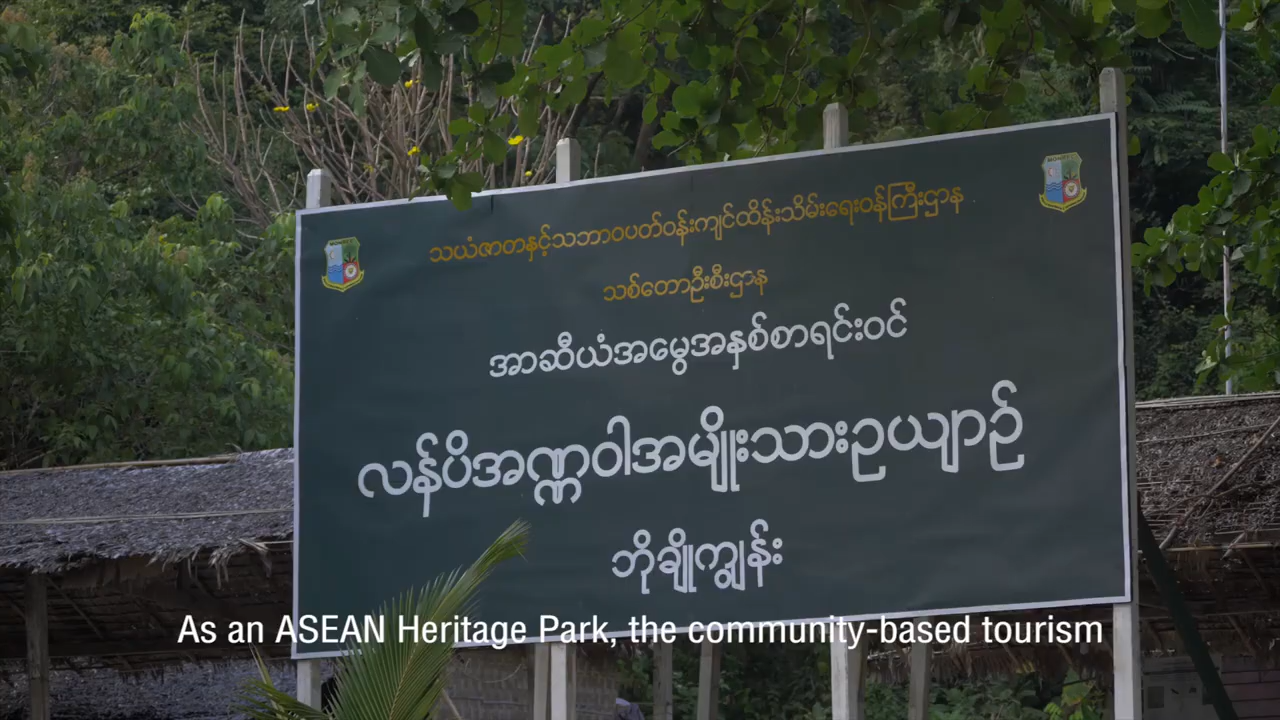 သယံဇာတနှင့်သဘာဝပတ်ဝန်းကျင်ထိန်းသိမ်းရေးဝန်ကြီးဌာန
သစ်တောဦးစီးဌာန
အာဆီယံအမွေအနှစ်စာရင်းဝင်
လန်ပိအဏ္ဏဝါအမျိုးသားဥယျာဉ်
ဘိုချိုကျွန်း
As an ASEAN Heritage Park, the community-based tourism